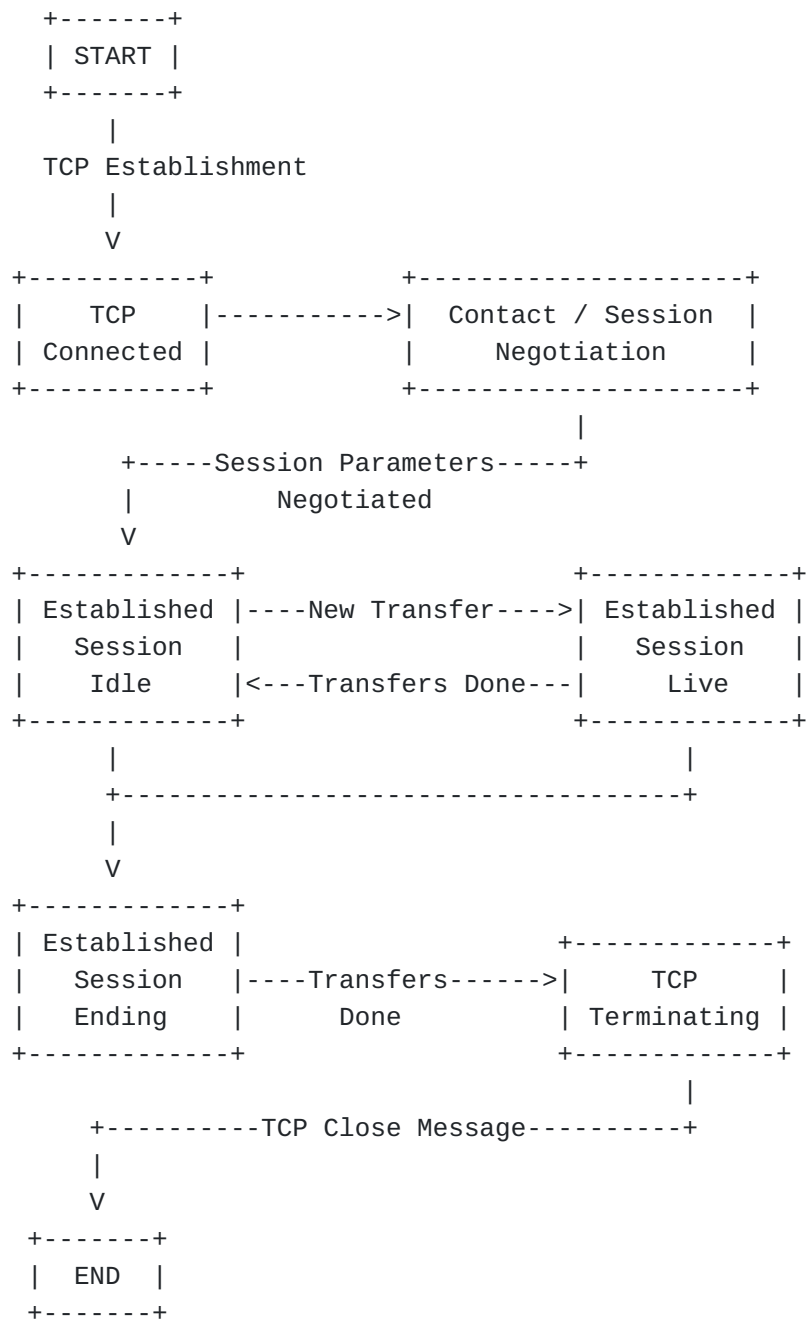 +-------+
| START |
+-------+
|
TCP Establishment
|
V
+-----------+            +---------------------+
|    TCP    |----------->|  Contact / Session  |
| Connected |            |     Negotiation     |
+-----------+            +---------------------+
|
+-----Session Parameters-----+
|         Negotiated
V
+-------------+                     +-------------+
| Established |----New Transfer---->| Established |
|   Session   |                     |   Session   |
|    Idle     |<---Transfers Done---|     Live    |
+-------------+                     +-------------+
|                                    |
+------------------------------------+
|
V
+-------------+
| Established |                    +-------------+
|   Session   |----Transfers------>|     TCP     |
|   Ending    |      Done          | Terminating |
+-------------+                    +-------------+
|
+----------TCP Close Message----------+
|
V
+-------+
|  END  |
+-------+